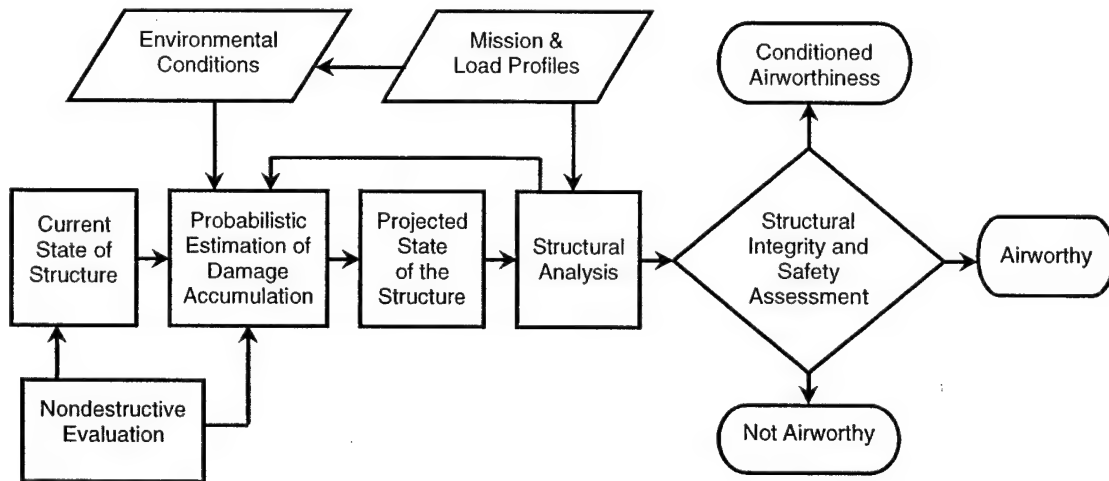 Environmental
Conditions
Mission &
Load Profiles
Conditioned
Airworthiness
Current
State of
Structure
Probabilistic
Estimation of
Damage
Accumulation
Projected
State
of the
Structure
Structural
Analysis
Structural
Integrity and
Safety
Assessment
Airworthy
Nondestructive
Evaluation
Not Airworthy